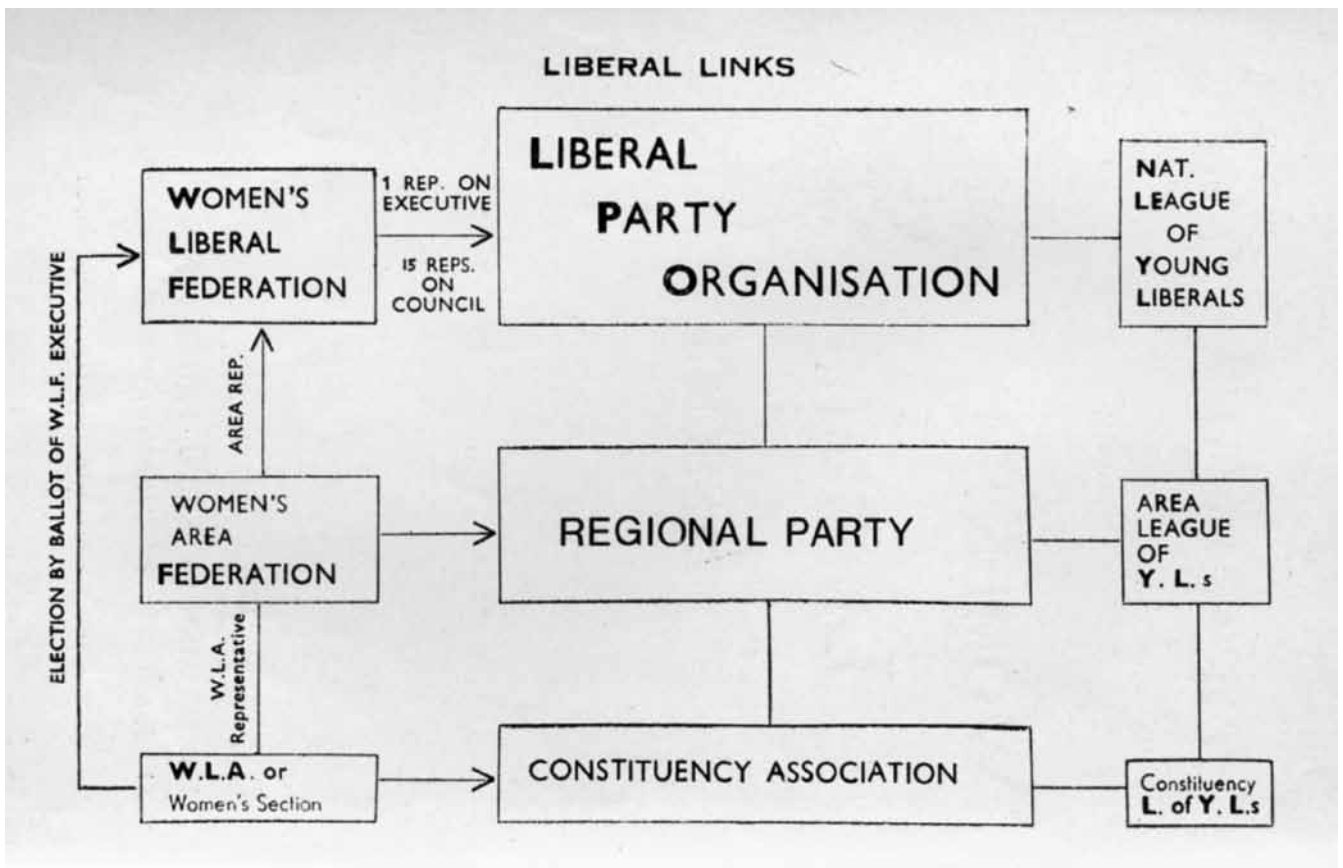 LIBERAL LINKS
WOMEN'S
LIBERAL
FEDERATION
1 REP. ON
EXECUTIVE
15 REPS.
ON
COUNCIL
LIBERAL
PARTY
ORGANISATION
NAT.
LEAGUE
OF
YOUNG
LIBERALS
ELECTION BY BALLOT OF W.L.F. EXECUTIVE
AREA REP.
WOMEN'S
AREA
FEDERATION
REGIONAL PARTY
AREA
LEAGUE
OF
Y. L. s
W.L.A.
Representative
W.L.A. or
Women's Section
CONSTITUENCY ASSOCIATION
Constituency
L. of Y. L.s